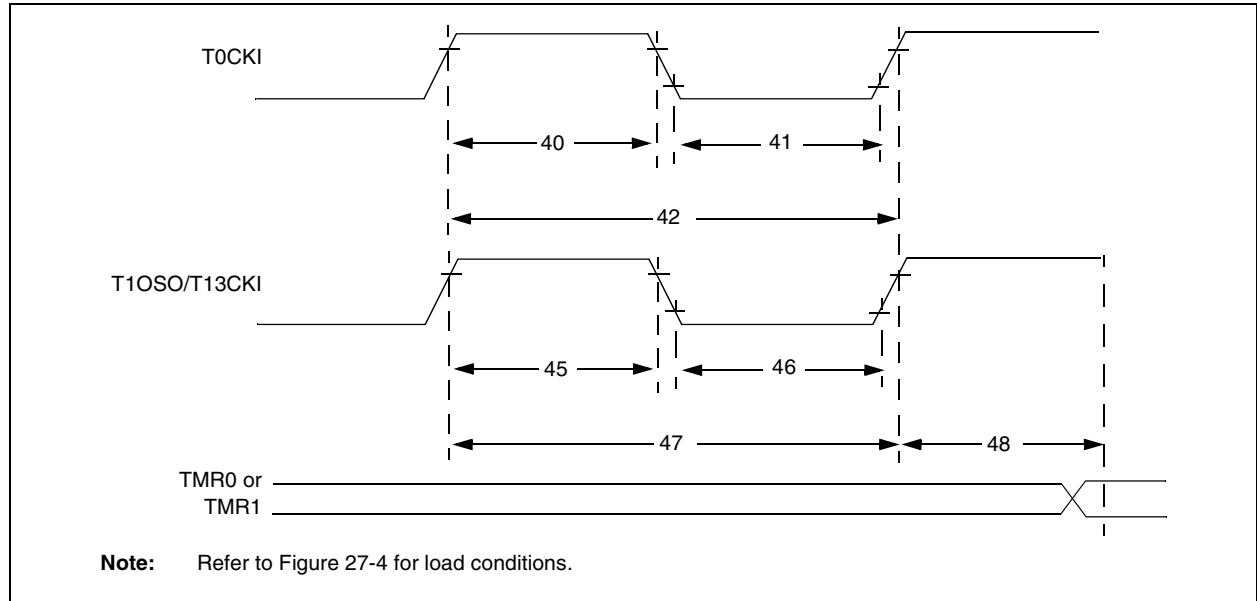 T0CKI
40
41
42
T1OSO/T13CKI
45
46
47
48
TMR0 or
TMR1
Note: Refer to Figure 27-4 for load conditions.